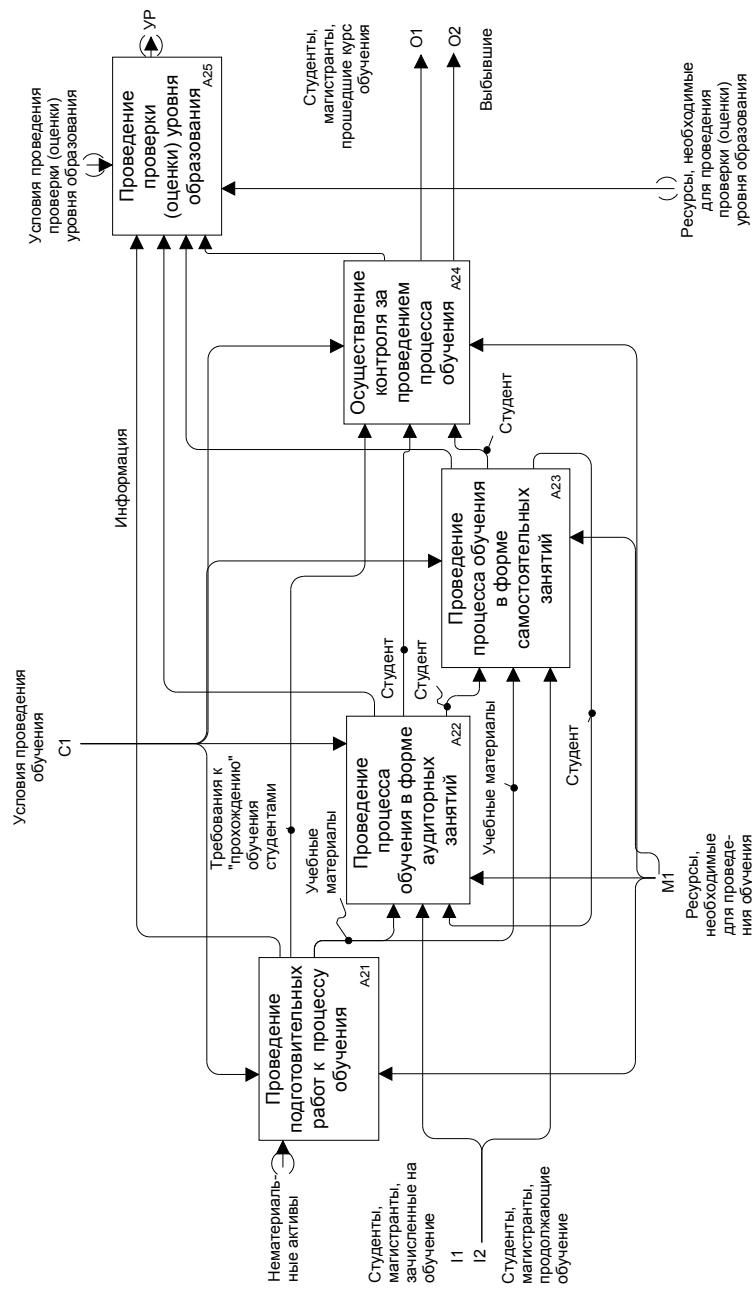 Условия проведения
обучения
C1
Условия проведения
проверки (оценки)
уровня образования
Нематериаль-
ные активы
Проведение
подготовительных
работ к процессу
обучения
A21
Информация
Требования к
"прохождению"
обучения
студентами
Учебные
материалы
Проведение
процесса
обучения в форме
аудиторных
занятий
A22
Студент
Студент
Учебные материалы
Проведение
процесса обучения
в форме
самостоятельных
занятий
A23
Студент
Студент
Осуществление
контроля за
проведением
процесса
обучения
A24
Проведение
проверки
(оценки) уровня
образования
A25
УР
Студенты,
магистранты,
прошедшие курс
обучения
O1
O2
Выбывшие
Студенты,
магистранты,
зачисленные на
обучение
I1
I2
Студенты,
магистранты,
продолжающие
обучение
M1
Ресурсы,
необходимые
для проведе-
ния обучения
Ресурсы, необходимые
для проведения
проверки (оценки)
уровня образования